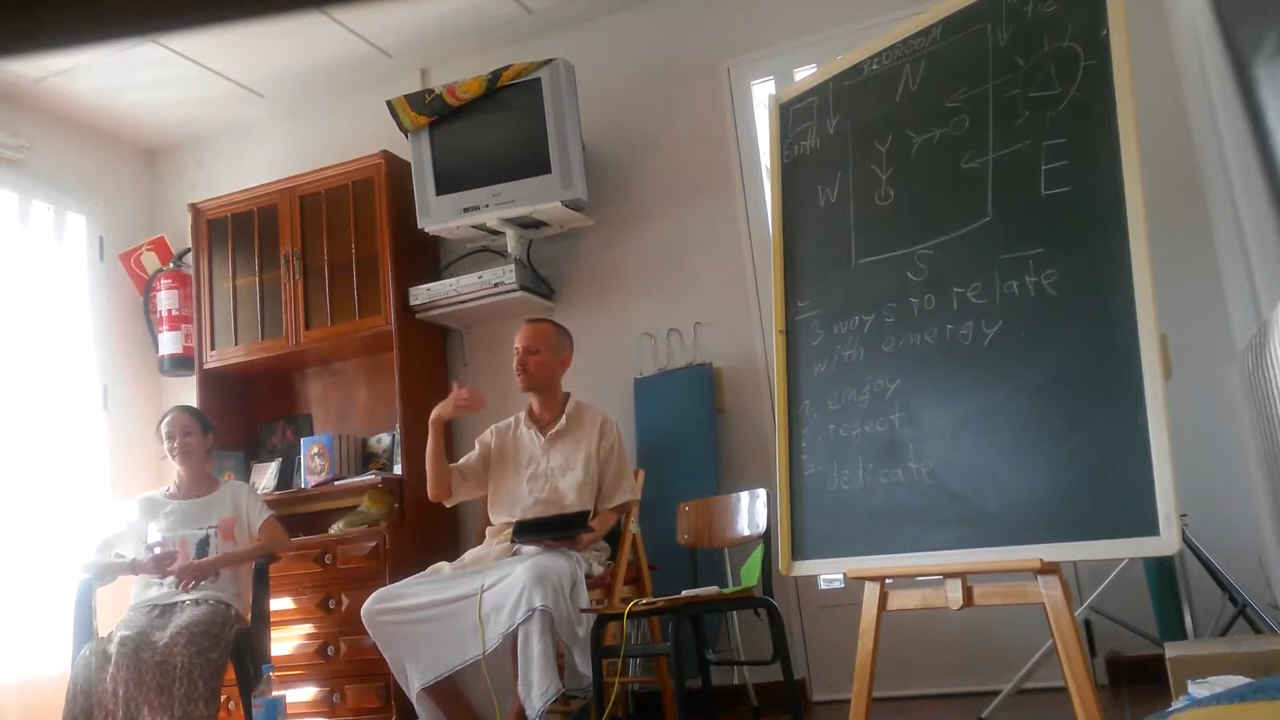 BEDROOM
N
Earth
W
E
S
3 ways to relate
with energy.
1. enjoy
2. reject
3. dedicate